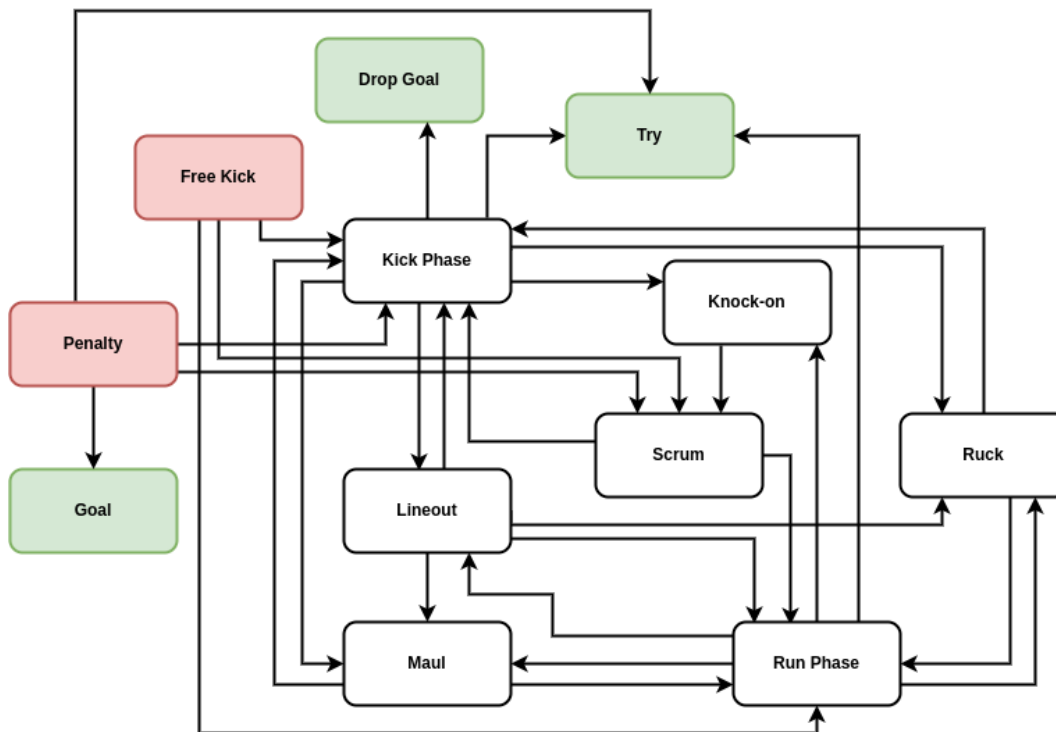 Drop Goal
Try
Free Kick
Kick Phase
Knock-on
Penalty
Scrum
Ruck
Goal
Lineout
Maul
Run Phase